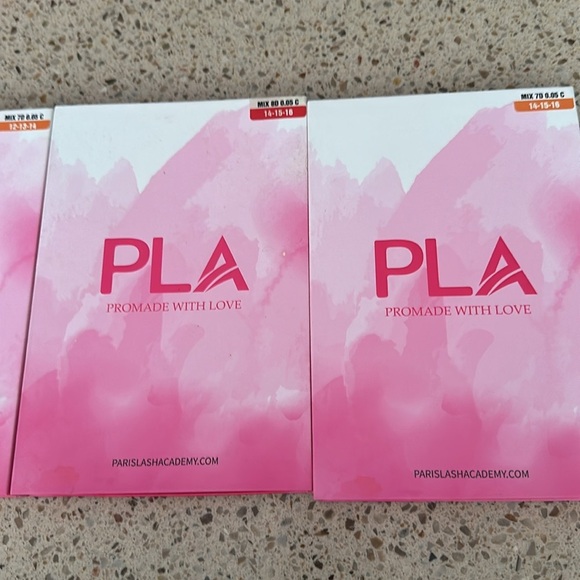 MIX 7D 0.05 C
12-13-14
MIX 8D 0.05 C
14-15-16
PLA
PROMADE WITH LOVE
PARISLASHACADEMY.COM
MIX 7D 0.05 C
14-15-16
PLA
PROMADE WITH LOVE
PARISLASHACADEMY.COM